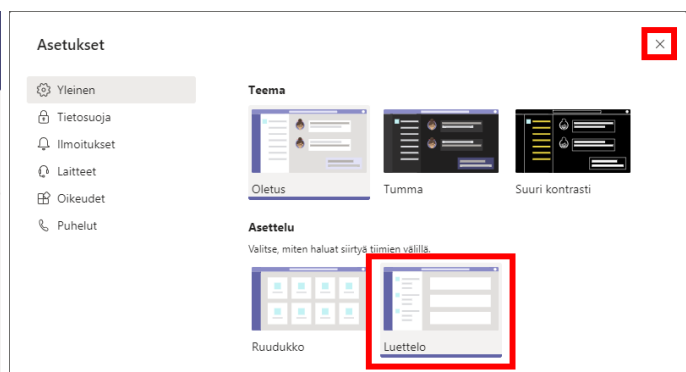 Asetukset
Yleinen
Tietosuoja
Ilmoitukset
Laitteet
Oikeudet
Puhelut
Teema
Oletus
Tumma
Suuri kontrasti
Asettelu
Valitse, miten haluat siirtyä tiimien välillä.
Ruudukko
Luettelo